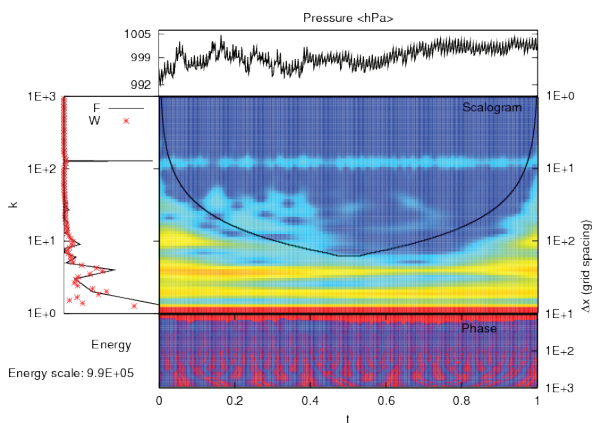 Pressure <hPa>
1005
999
992
1E+3
1E+0
F
W
Scalogram
1E+2
1E+1
k
1E+1
1E+2
Δx (grid spacing)
1E+0
1E+1
Phase
Energy
1E+2
Energy scale: 9.9E+05
1E+3
0 0.2 0.4 0.6 0.8 1
t